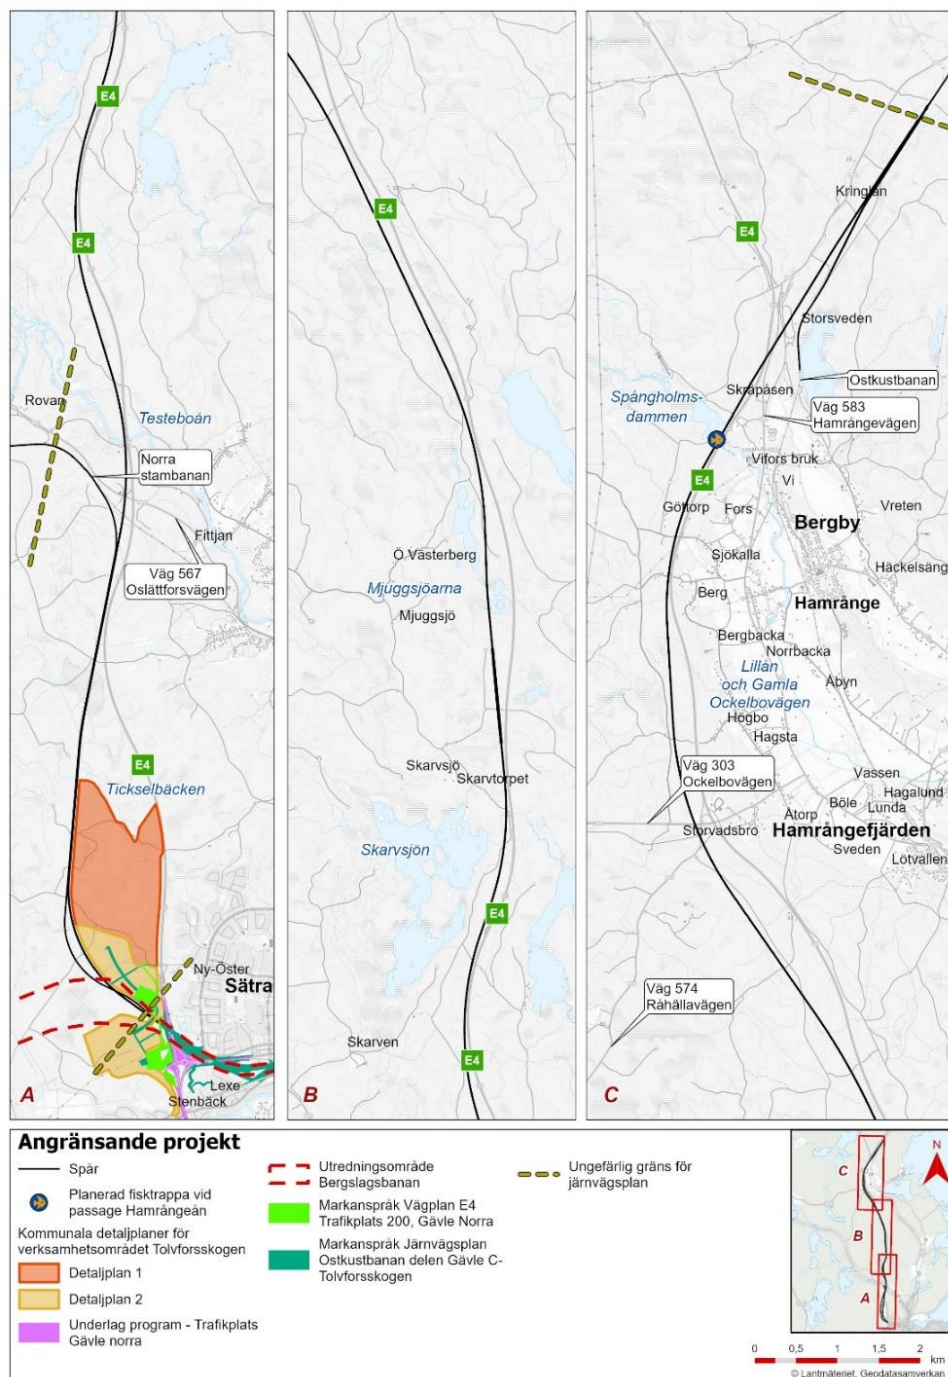 E4
E4
Rovan
Testeboån
Norra
stambanan
Fittjan
Väg 567
Oslättforsvägen
E4
Tickselbäcken
Ny-Öster
Sätra
Lexe
Stenbäck
A
E4
Ö Västerberg
Mjuggsjöarna
Mjuggsjö
Skarvsjö
Skarvtorpet
Skarvsjön
E4
Skarven
E4
B
Kringlan
E4
Storsveden
Ostkustbanan
Skråpåsen
Spångholms-
dammen
Väg 583
Hamrångevägen
Vifors bruk
E4
Vi
Göttorp
Fors
Vreten
Bergby
Sjökalla
Häckelsäng
Berg
Hamrånge
Bergbacka
Norrbacka
Lillån
och Gamla
Ockelbovägen
Åbyn
Högbo
Hagsta
Väg 303
Ockelbovägen
Vassen
Hagalund
Böle
Lunda
Åtorp
Storvadsbro
Hamrångefjärden
Sveden
Lötvallen
Väg 574
Råhällavägen
C
Angränsande projekt
Spår
Planerad fisktrappa vid
passage Hamrångeån
Kommunala detaljplaner för
verksamhetsområdet Tolvforsskogen
Detaljplan 1
Detaljplan 2
Underlag program - Trafikplats
Gävle norra
Utredningsområde
Bergslagsbanan
Markanspråk Vägplan E4
Trafikplats 200, Gävle Norra
Markanspråk Järnvägsplan
Ostkustbanan delen Gävle C-
Tolvforsskogen
Ungefärlig gräns för
järnvägsplan
C
B
A
N
0 0,5 1 1,5 2
km
© Lantmäteriet, Geodatasamverkan